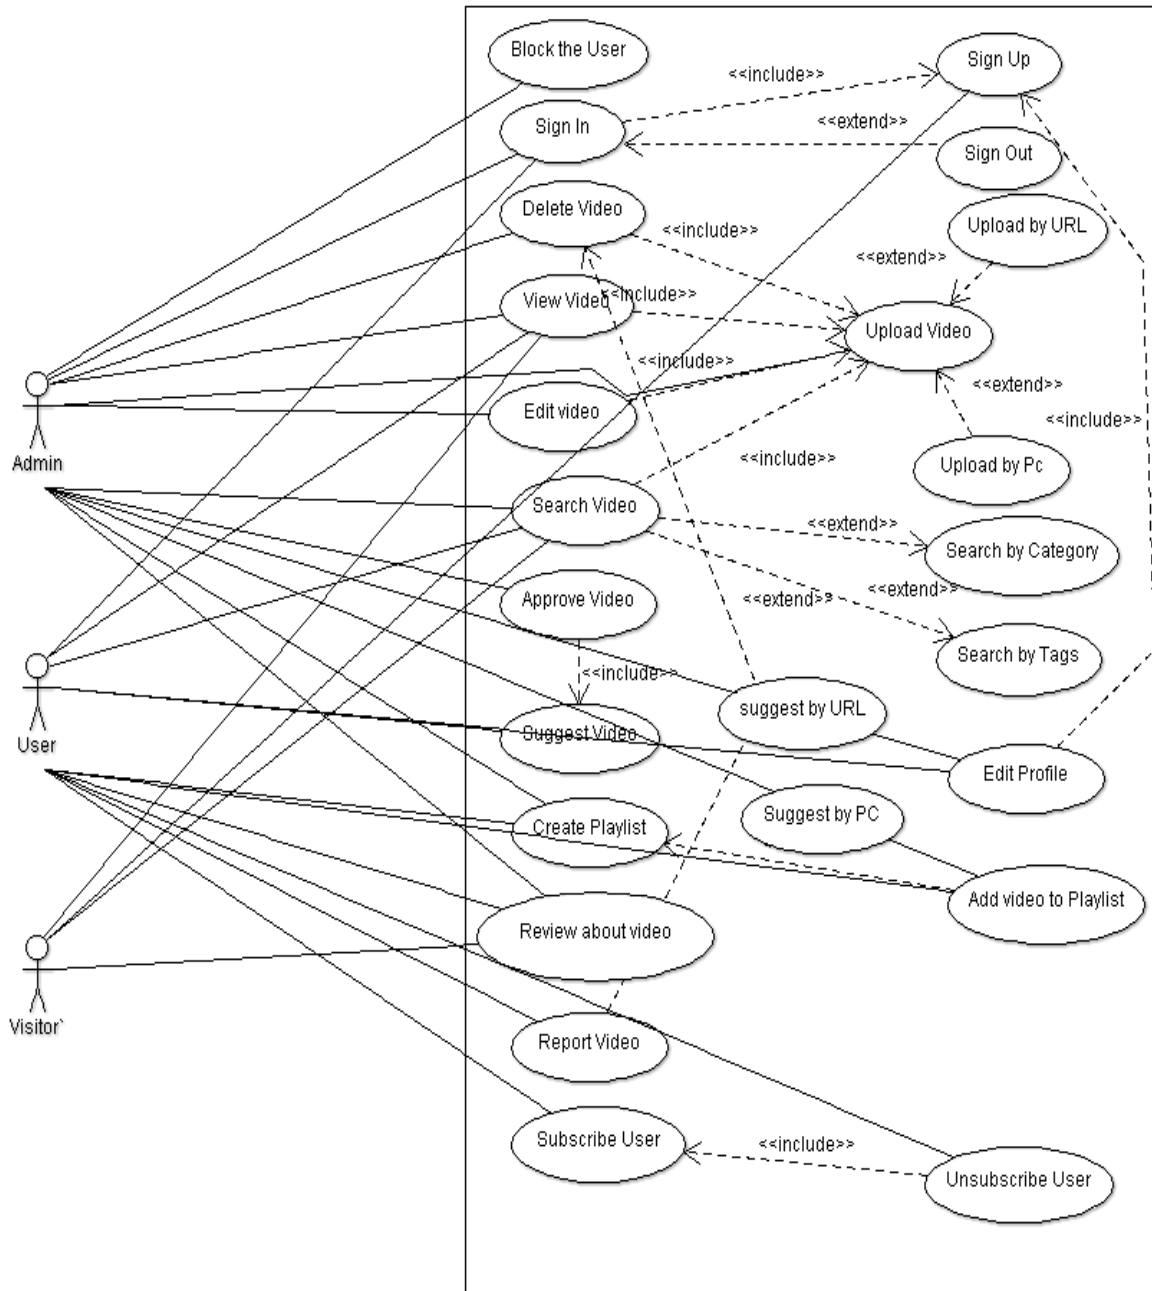 Block the User
Sign Up
<<include>>
Sign In
<<extend>>
Sign Out
Delete Video
<<include>>
Upload by URL
<<extend>>
View Video
<<include>>
Upload Video
<<include>>
<<extend>>
Edit video
<<include>>
Admin
<<include>>
Upload by Pc
Search Video
<<extend>>
Search by Category
Approve Video
<<extend>>
<<extend>>
Search by Tags
<<include>>
suggest by URL
User
Suggest Video
Edit Profile
Suggest by PC
Create Playlist
Add video to Playlist
Review about video
Visitor`
Report Video
Subscribe User
<<include>>
Unsubscribe User